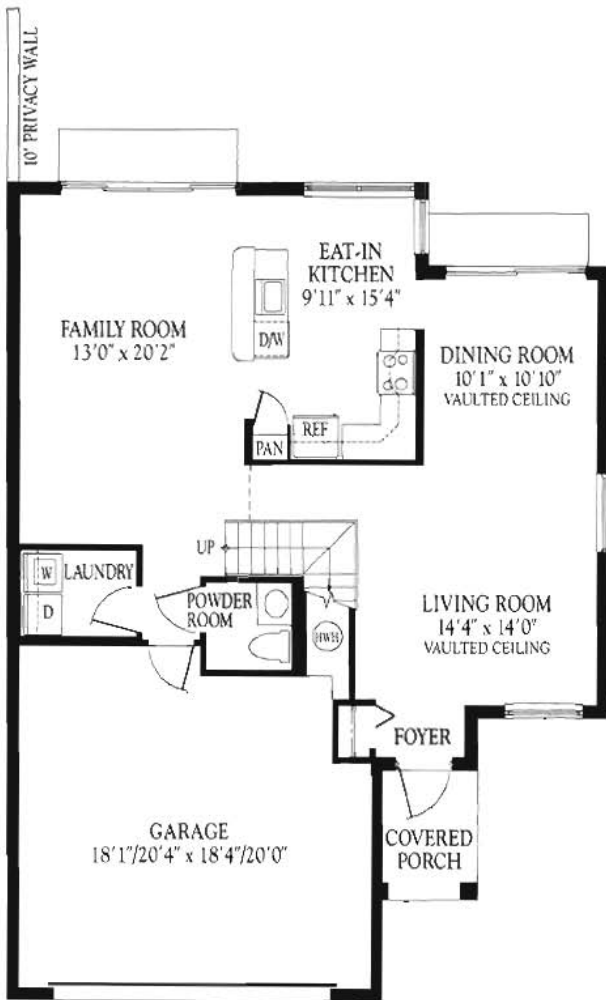 10' PRIVACY WALL
EAT-IN
KITCHEN
9'11" x 15'4"
FAMILY ROOM
13'0" x 20'2"
D/W
DINING ROOM
10'1" x 10'10"
VAULTED CEILING
REF
PAN
UP
W
LAUNDRY
D
POWDER
ROOM
HWH
LIVING ROOM
14'4" x 14'0"
VAULTED CEILING
FOYER
GARAGE
18'1"/20'4" x 18'4"/20'0"
COVERED
PORCH